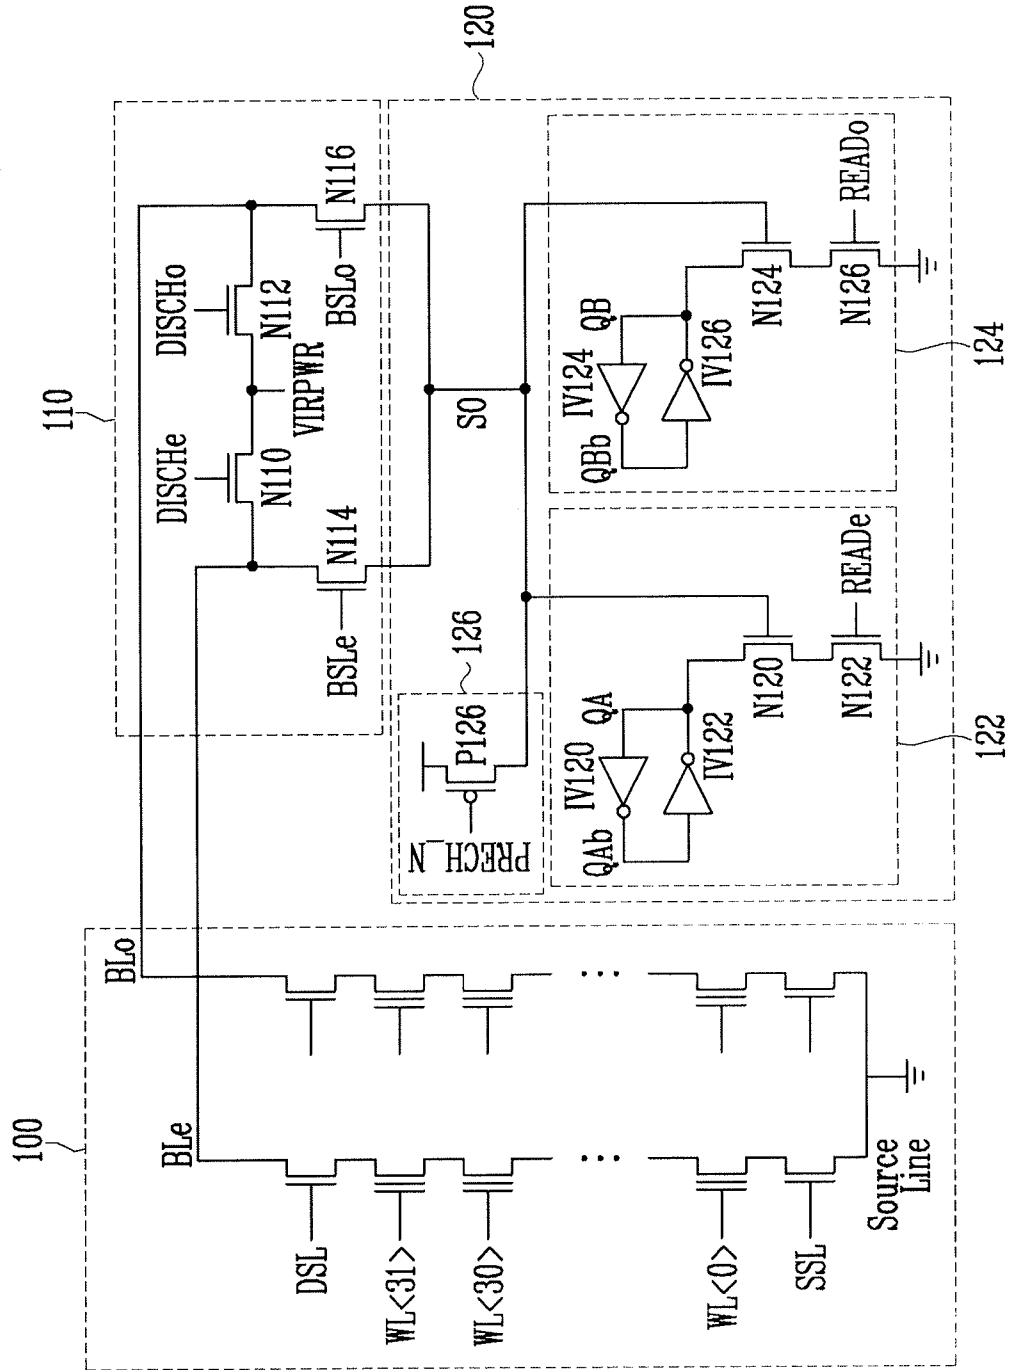 100
BLe
BLo
DSL
WL<31>
WL<30>
WL<0>
SSL
Source
Line
110
DISCHe
DISCHo
N110
N112
VIRPWR
BSLe
N114
BSLo
N116
120
SO
126
PRECH_N
P126
QAb
QA
IV120
IV122
N120
N122
READe
122
QBb
QB
IV124
IV126
N124
N126
READo
124